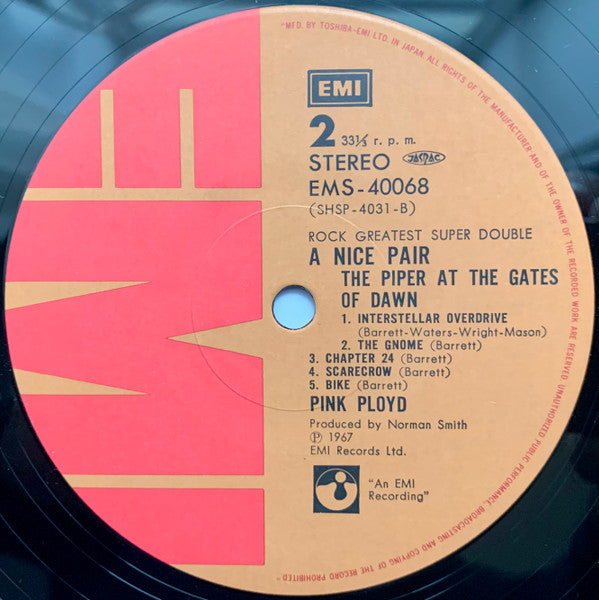 "MFD. BY TOSHIBA-EMI LTD. IN JAPAN. ALL RIGHTS OF THE MANUFACTURER AND OF THE OWNER OF THE RECORDED WORK ARE RESERVED. UNAUTHORIZED PUBLIC PERFORMANCE, BROADCASTING AND COPYING OF THE RECORD PROHIBITED"
EMI
EMI
2 33⅓ r. p. m.
STEREO JASRAC
EMS-40068
(SHSP-4031-B)
ROCK GREATEST SUPER DOUBLE
A NICE PAIR
THE PIPER AT THE GATES
OF DAWN
1. INTERSTELLAR OVERDRIVE
(Barrett-Waters-Wright-Mason)
2. THE GNOME (Barrett)
3. CHAPTER 24 (Barrett)
4. SCARECROW (Barrett)
5. BIKE (Barrett)
PINK PLOYD
Produced by Norman Smith
℗ 1967
EMI Records Ltd.
"An EMI
Recording"